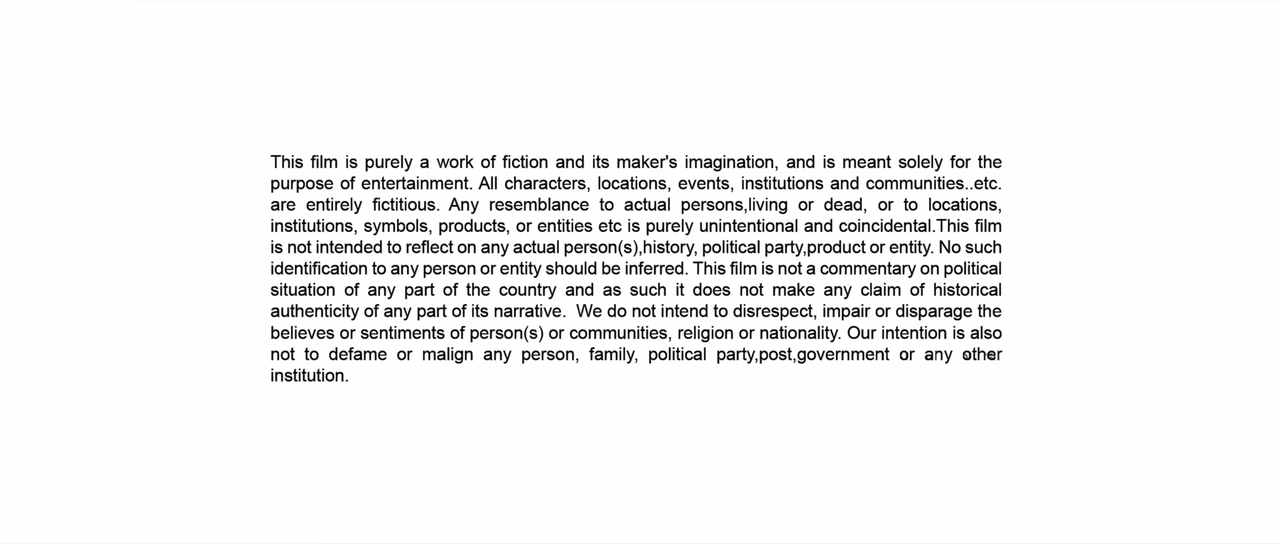 This film is purely a work of fiction and its maker's imagination, and is meant solely for the
purpose of entertainment. All characters, locations, events, institutions and communities..etc.
are entirely fictitious. Any resemblance to actual persons,living or dead, or to locations,
institutions, symbols, products, or entities etc is purely unintentional and coincidental.This film
is not intended to reflect on any actual person(s),history, political party,product or entity. No such
identification to any person or entity should be inferred. This film is not a commentary on political
situation of any part of the country and as such it does not make any claim of historical
authenticity of any part of its narrative.  We do not intend to disrespect, impair or disparage the
believes or sentiments of person(s) or communities, religion or nationality. Our intention is also
not to defame or malign any person, family, political party,post,government or any other
institution.